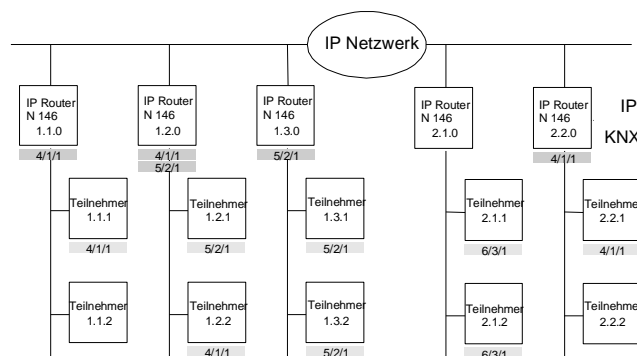 IP Netzwerk
IP Router
N 146
1.1.0
IP Router
N 146
1.2.0
IP Router
N 146
1.3.0
IP Router
N 146
2.1.0
IP Router
N 146
2.2.0
IP
KNX
4/1/1
4/1/1
5/2/1
5/2/1
4/1/1
Teilnehmer
1.1.1
Teilnehmer
1.2.1
Teilnehmer
1.3.1
Teilnehmer
2.1.1
Teilnehmer
2.2.1
4/1/1
5/2/1
5/2/1
6/3/1
4/1/1
Teilnehmer
1.1.2
Teilnehmer
1.2.2
Teilnehmer
1.3.2
Teilnehmer
2.1.2
Teilnehmer
2.2.2
4/1/1
5/2/1
6/3/1